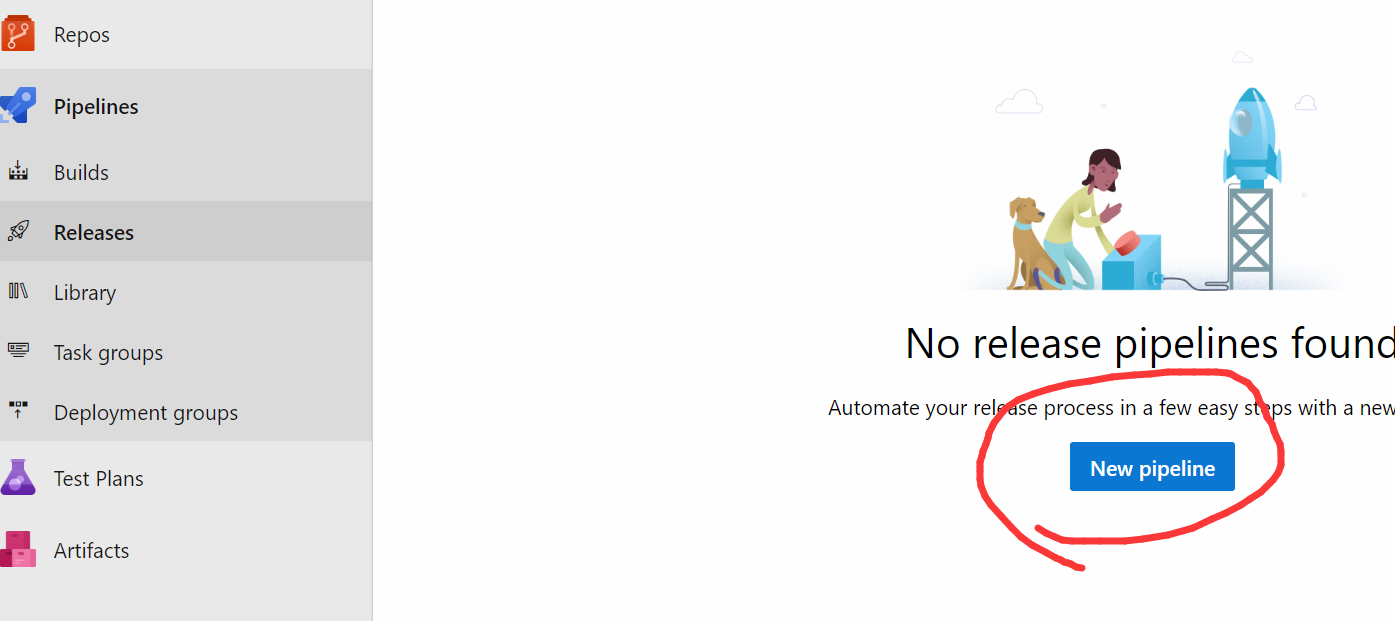 Repos
Pipelines
Builds
Releases
Library
Task groups
Deployment groups
Test Plans
Artifacts
No release pipelines found
Automate your release process in a few easy steps with a new
New pipeline